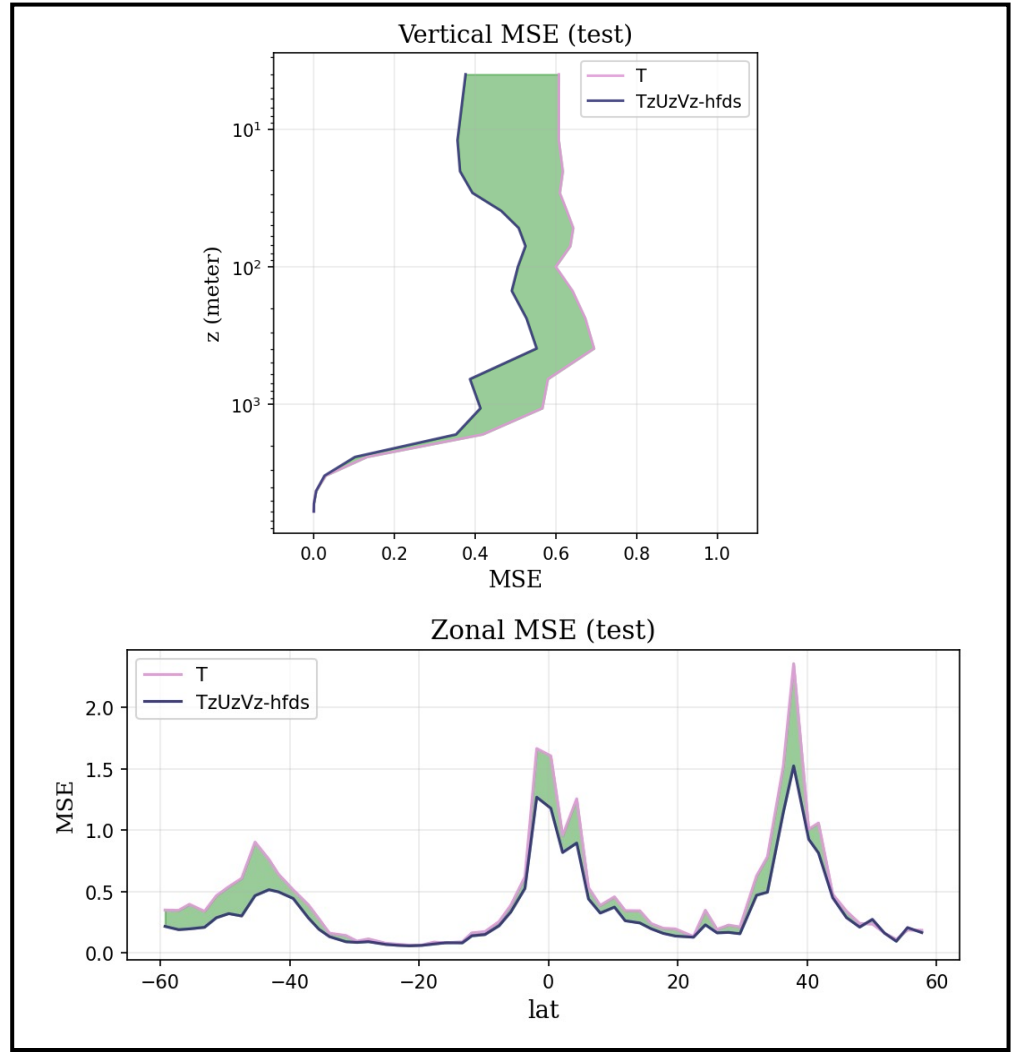 Vertical MSE (test)
T
TzUzVz-hfds
10¹
10²
10³
z (meter)
0.0 0.2 0.4 0.6 0.8 1.0
MSE
Zonal MSE (test)
T
TzUzVz-hfds
2.0
1.5
1.0
0.5
0.0
MSE
−60 −40 −20 0 20 40 60
lat